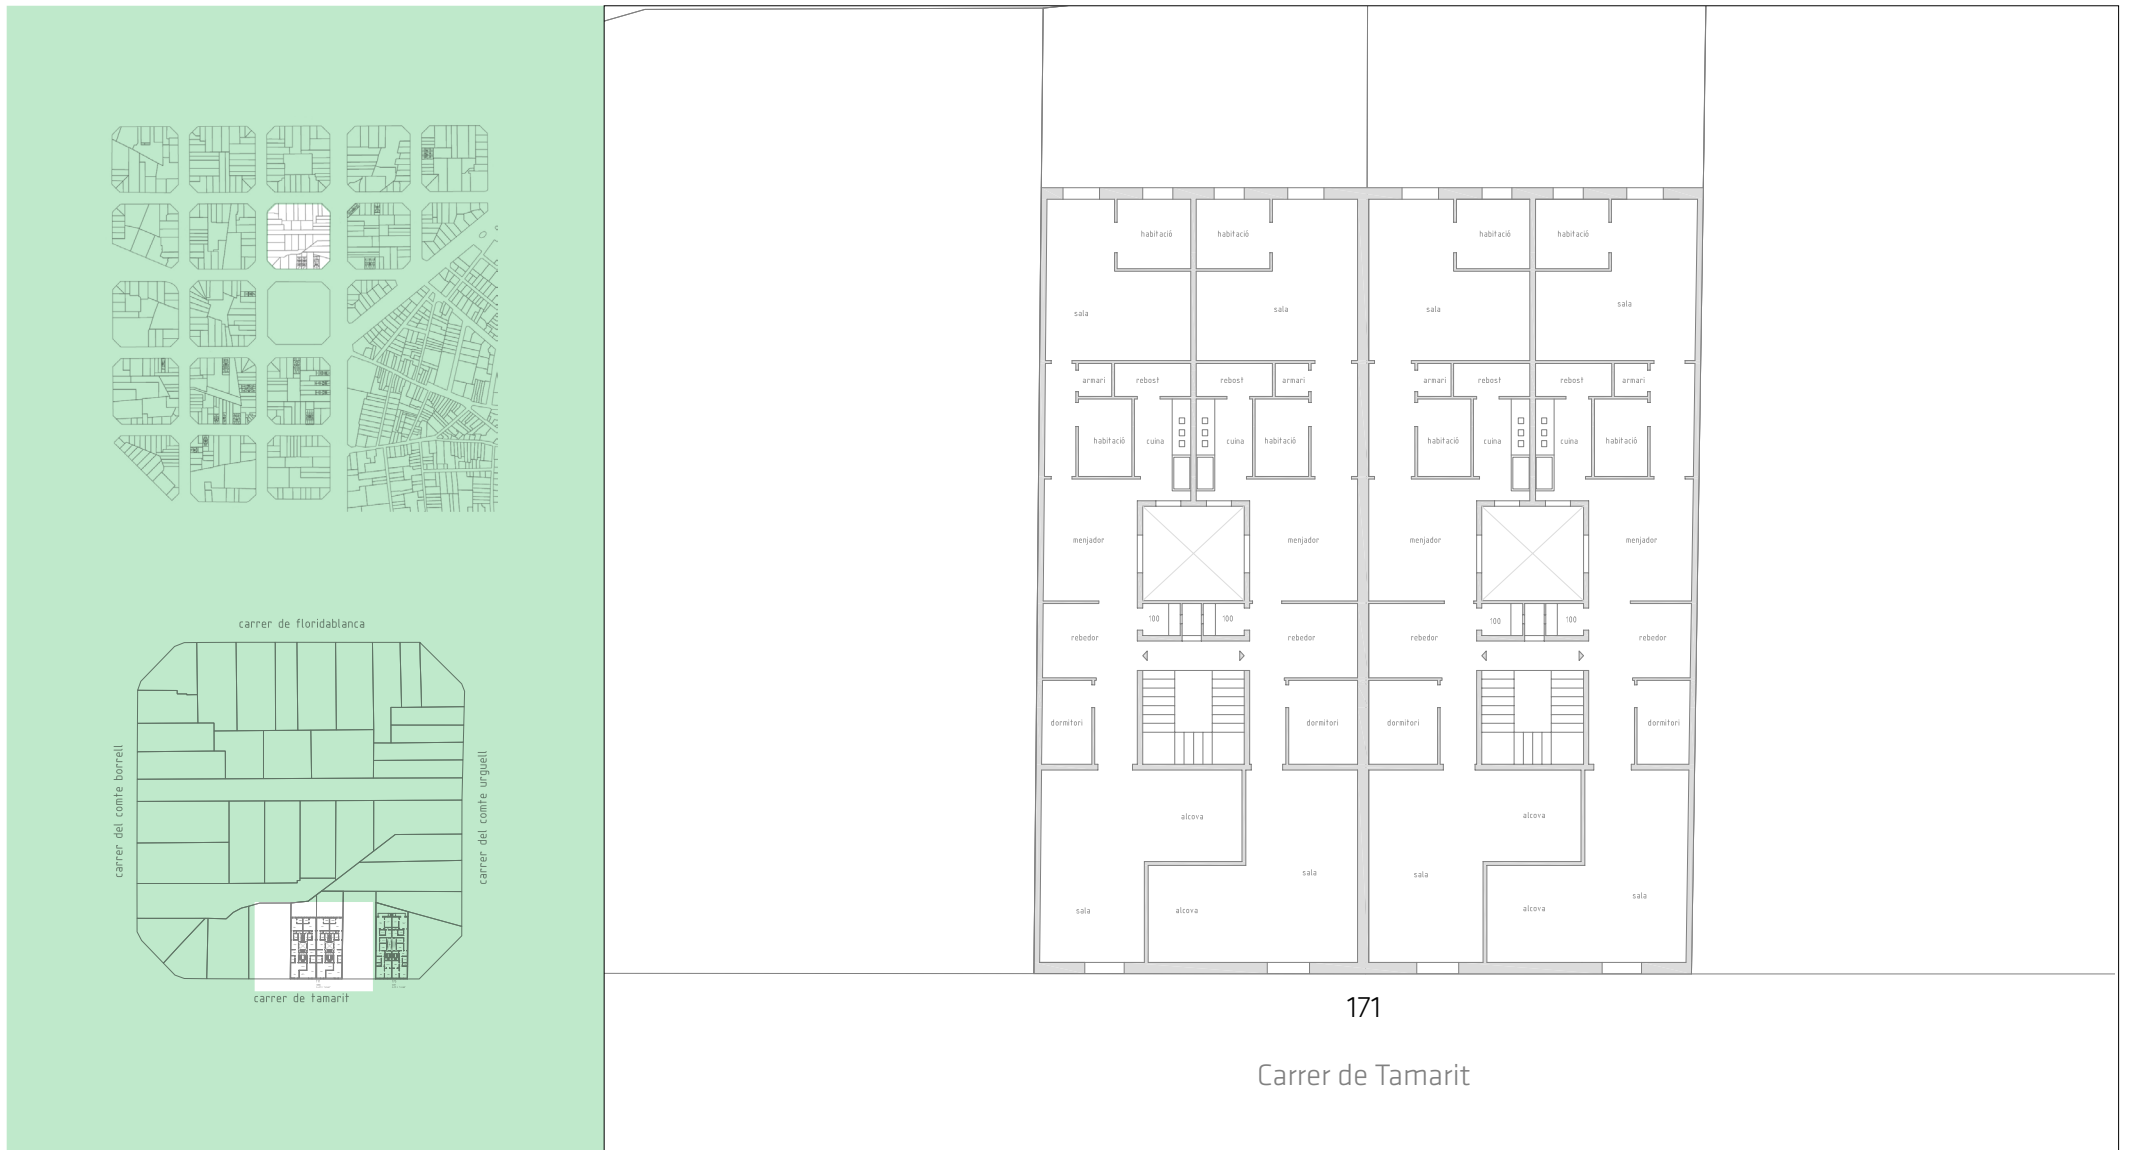 carrer de floridablanca
carrer del comte borrell
carrer del comte urguell
carrer de tamarit
habitació habitació habitació habitació
sala sala sala sala
armari rebost rebost armari armari rebost rebost armari
habitació cuina cuina habitació habitació cuina cuina habitació
menjador menjador menjador menjador
100 100 100 100
rebedor rebedor rebedor rebedor
dormitori dormitori dormitori dormitori
alcova alcova
sala sala
sala alcova alcova sala
171
Carrer de Tamarit